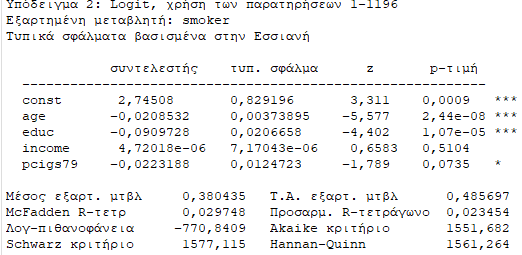 Υπόδειγμα 2: Logit, χρήση των παρατηρήσεων 1-1196
Εξαρτημένη μεταβλητή: smoker
Τυπικά σφάλματα βασισμένα στην Εσσιανή
συντελεστής τυπ. σφάλμα z p-τιμή
const 2,74508 0,829196 3,311 0,0009 ***
age −0,0208532 0,00373895 −5,577 2,44e-08 ***
educ −0,0909728 0,0206658 −4,402 1,07e-05 ***
income 4,72018e-06 7,17043e-06 0,6583 0,5104
pcigs79 −0,0223188 0,0124723 −1,789 0,0735 *
Μέσος εξαρτ. μτβλ 0,380435 Τ.Α. εξαρτ. μτβλ 0,485697
McFadden R-τετρ 0,029748 Προσαρμ. R-τετράγωνο 0,023454
Λογ-πιθανοφάνεια −770,8409 Akaike κριτήριο 1551,682
Schwarz κριτήριο 1577,115 Hannan-Quinn 1561,264